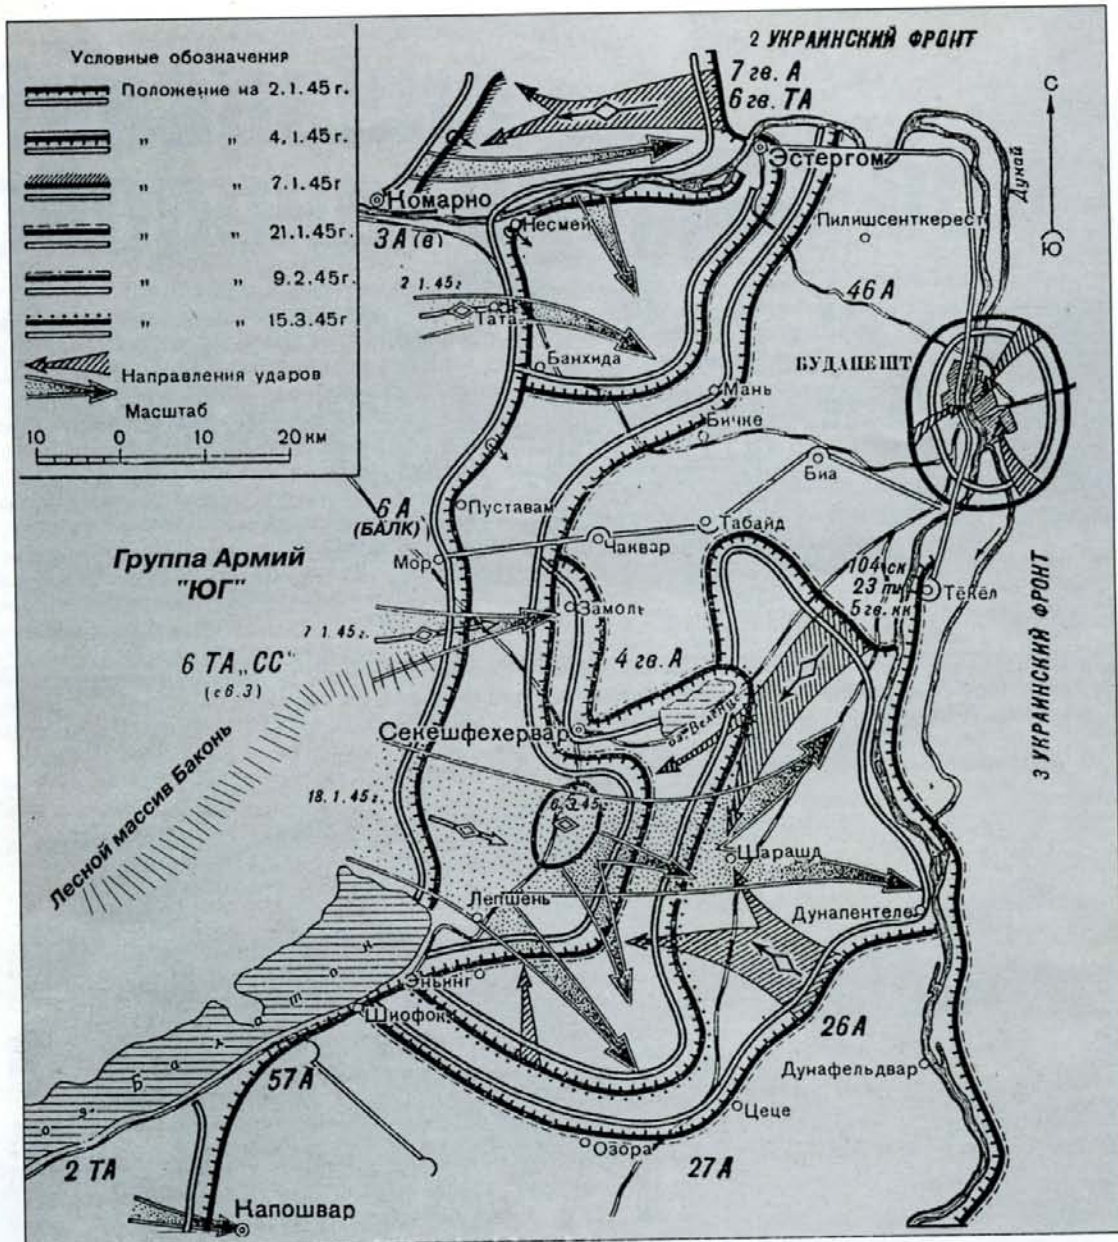 Условные обозначения
Положение на 2.1.45 г.
" " 4.1.45 г.
" " 7.1.45 г
" " 21.1.45 г.
" " 9.2.45 г.
" " 15.3.45 г
Направления ударов
Масштаб
10 0 10 20 км
2 УКРАИНСКИЙ ФРОНТ
7 гв. А
6 гв. ТА
С
Ю
Дунай
Эстергом
Комарно
Несмей
3А (в)
Пилишсенткерест
46 А
2 1.45 г
Тата
Банхида
БУДАПЕШТ
Мань
Бичке
Биа
6 А
(БАЛК)
Пуставам
Табайд
Чаквар
Мор
Группа Армий
"ЮГ"
104 ск
23 тк
5 гв. кк
Тёкёл
Замоль
7 1.45 г.
6 ТА „СС"
(с 6.3)
4 гв. А
3 УКРАИНСКИЙ ФРОНТ
оз. Веленце
Секешфехервар
18.1.45 г.
6.3.45 г.
Лесной массив Баконь
Шарашд
Лепшень
Дунапентеле
Эньинг
Шиофок
оз. Балатон
26 А
57 А
Дунафельдвар
Цеце
Озора
27 А
2 ТА
Капошвар